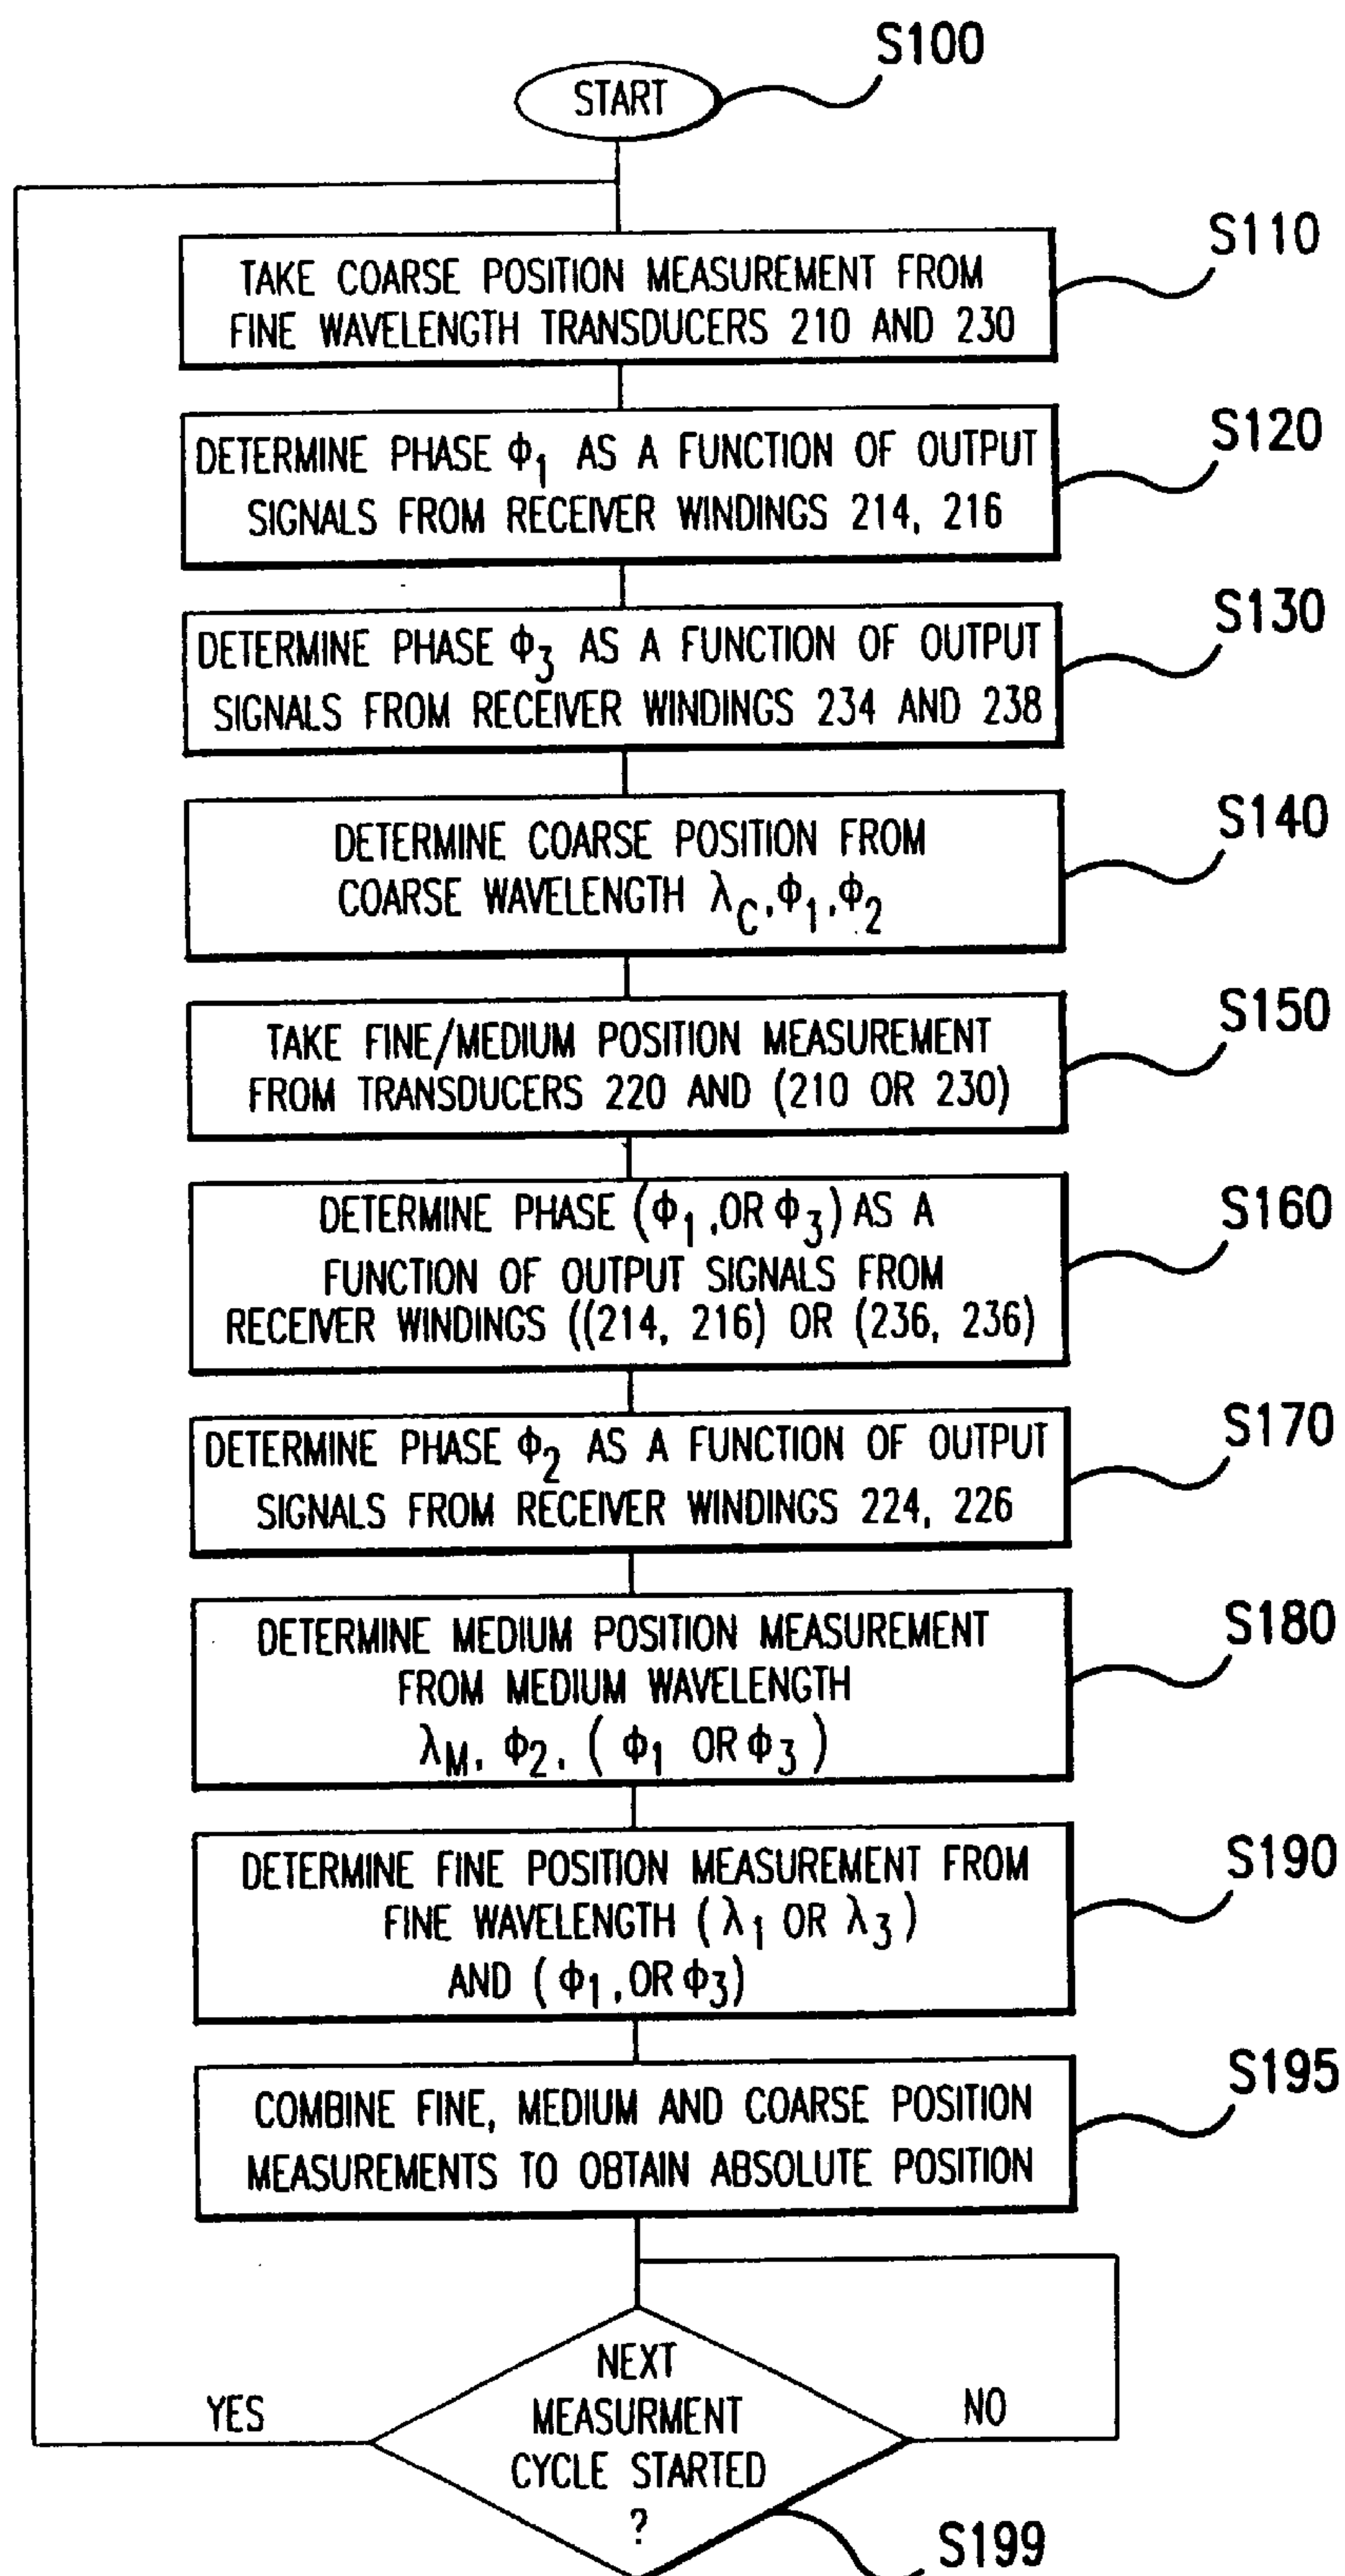 S100
START
S110
TAKE COARSE POSITION MEASUREMENT FROM
FINE WAVELENGTH TRANSDUCERS 210 AND 230
S120
DETERMINE PHASE Φ1 AS A FUNCTION OF OUTPUT
SIGNALS FROM RECEIVER WINDINGS 214, 216
S130
DETERMINE PHASE Φ3 AS A FUNCTION OF OUTPUT
SIGNALS FROM RECEIVER WINDINGS 234 AND 238
S140
DETERMINE COARSE POSITION FROM
COARSE WAVELENGTH λC,Φ1,Φ2
S150
TAKE FINE/MEDIUM POSITION MEASUREMENT
FROM TRANSDUCERS 220 AND (210 OR 230)
S160
DETERMINE PHASE (Φ1,OR Φ3) AS A
FUNCTION OF OUTPUT SIGNALS FROM
RECEIVER WINDINGS ((214, 216) OR (236, 236)
S170
DETERMINE PHASE Φ2 AS A FUNCTION OF OUTPUT
SIGNALS FROM RECEIVER WINDINGS 224, 226
S180
DETERMINE MEDIUM POSITION MEASUREMENT
FROM MEDIUM WAVELENGTH
λM, Φ2, ( Φ1 OR Φ3 )
S190
DETERMINE FINE POSITION MEASUREMENT FROM
FINE WAVELENGTH (λ1 OR λ3)
AND (Φ1,OR Φ3)
S195
COMBINE FINE, MEDIUM AND COARSE POSITION
MEASUREMENTS TO OBTAIN ABSOLUTE POSITION
NEXT
YES
MEASURMENT
NO
CYCLE STARTED
?
S199